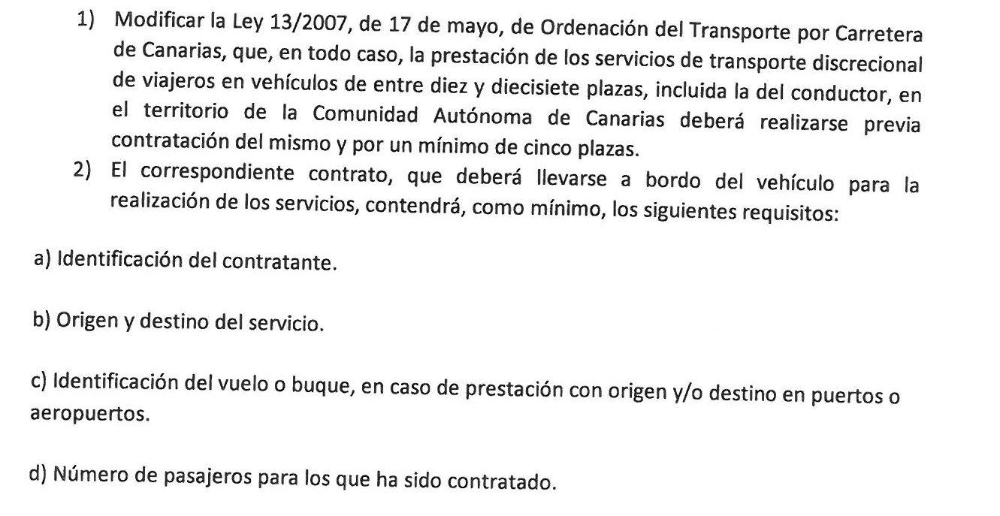 1) Modificar la Ley 13/2007, de 17 de mayo, de Ordenación del Transporte por Carretera
de Canarias, que, en todo caso, la prestación de los servicios de transporte discrecional
de viajeros en vehículos de entre diez y diecisiete plazas, incluida la del conductor, en
el territorio de la Comunidad Autónoma de Canarias deberá realizarse previa
contratación del mismo y por un mínimo de cinco plazas.
2) El correspondiente contrato, que deberá llevarse a bordo del vehículo para la
realización de los servicios, contendrá, como mínimo, los siguientes requisitos:
a) Identificación del contratante.
b) Origen y destino del servicio.
c) Identificación del vuelo o buque, en caso de prestación con origen y/o destino en puertos o
aeropuertos.
d) Número de pasajeros para los que ha sido contratado.